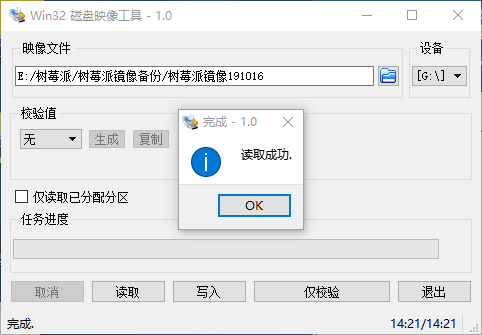 Win32 磁盘映像工具 - 1.0
映像文件
设备
E:/树莓派/树莓派镜像备份/树莓派镜像191016
[G:\]
校验值
无
生成
复制
完成 - 1.0
读取成功.
OK
仅读取已分配分区
任务进度
取消
读取
写入
仅校验
退出
完成.
14:21/14:21